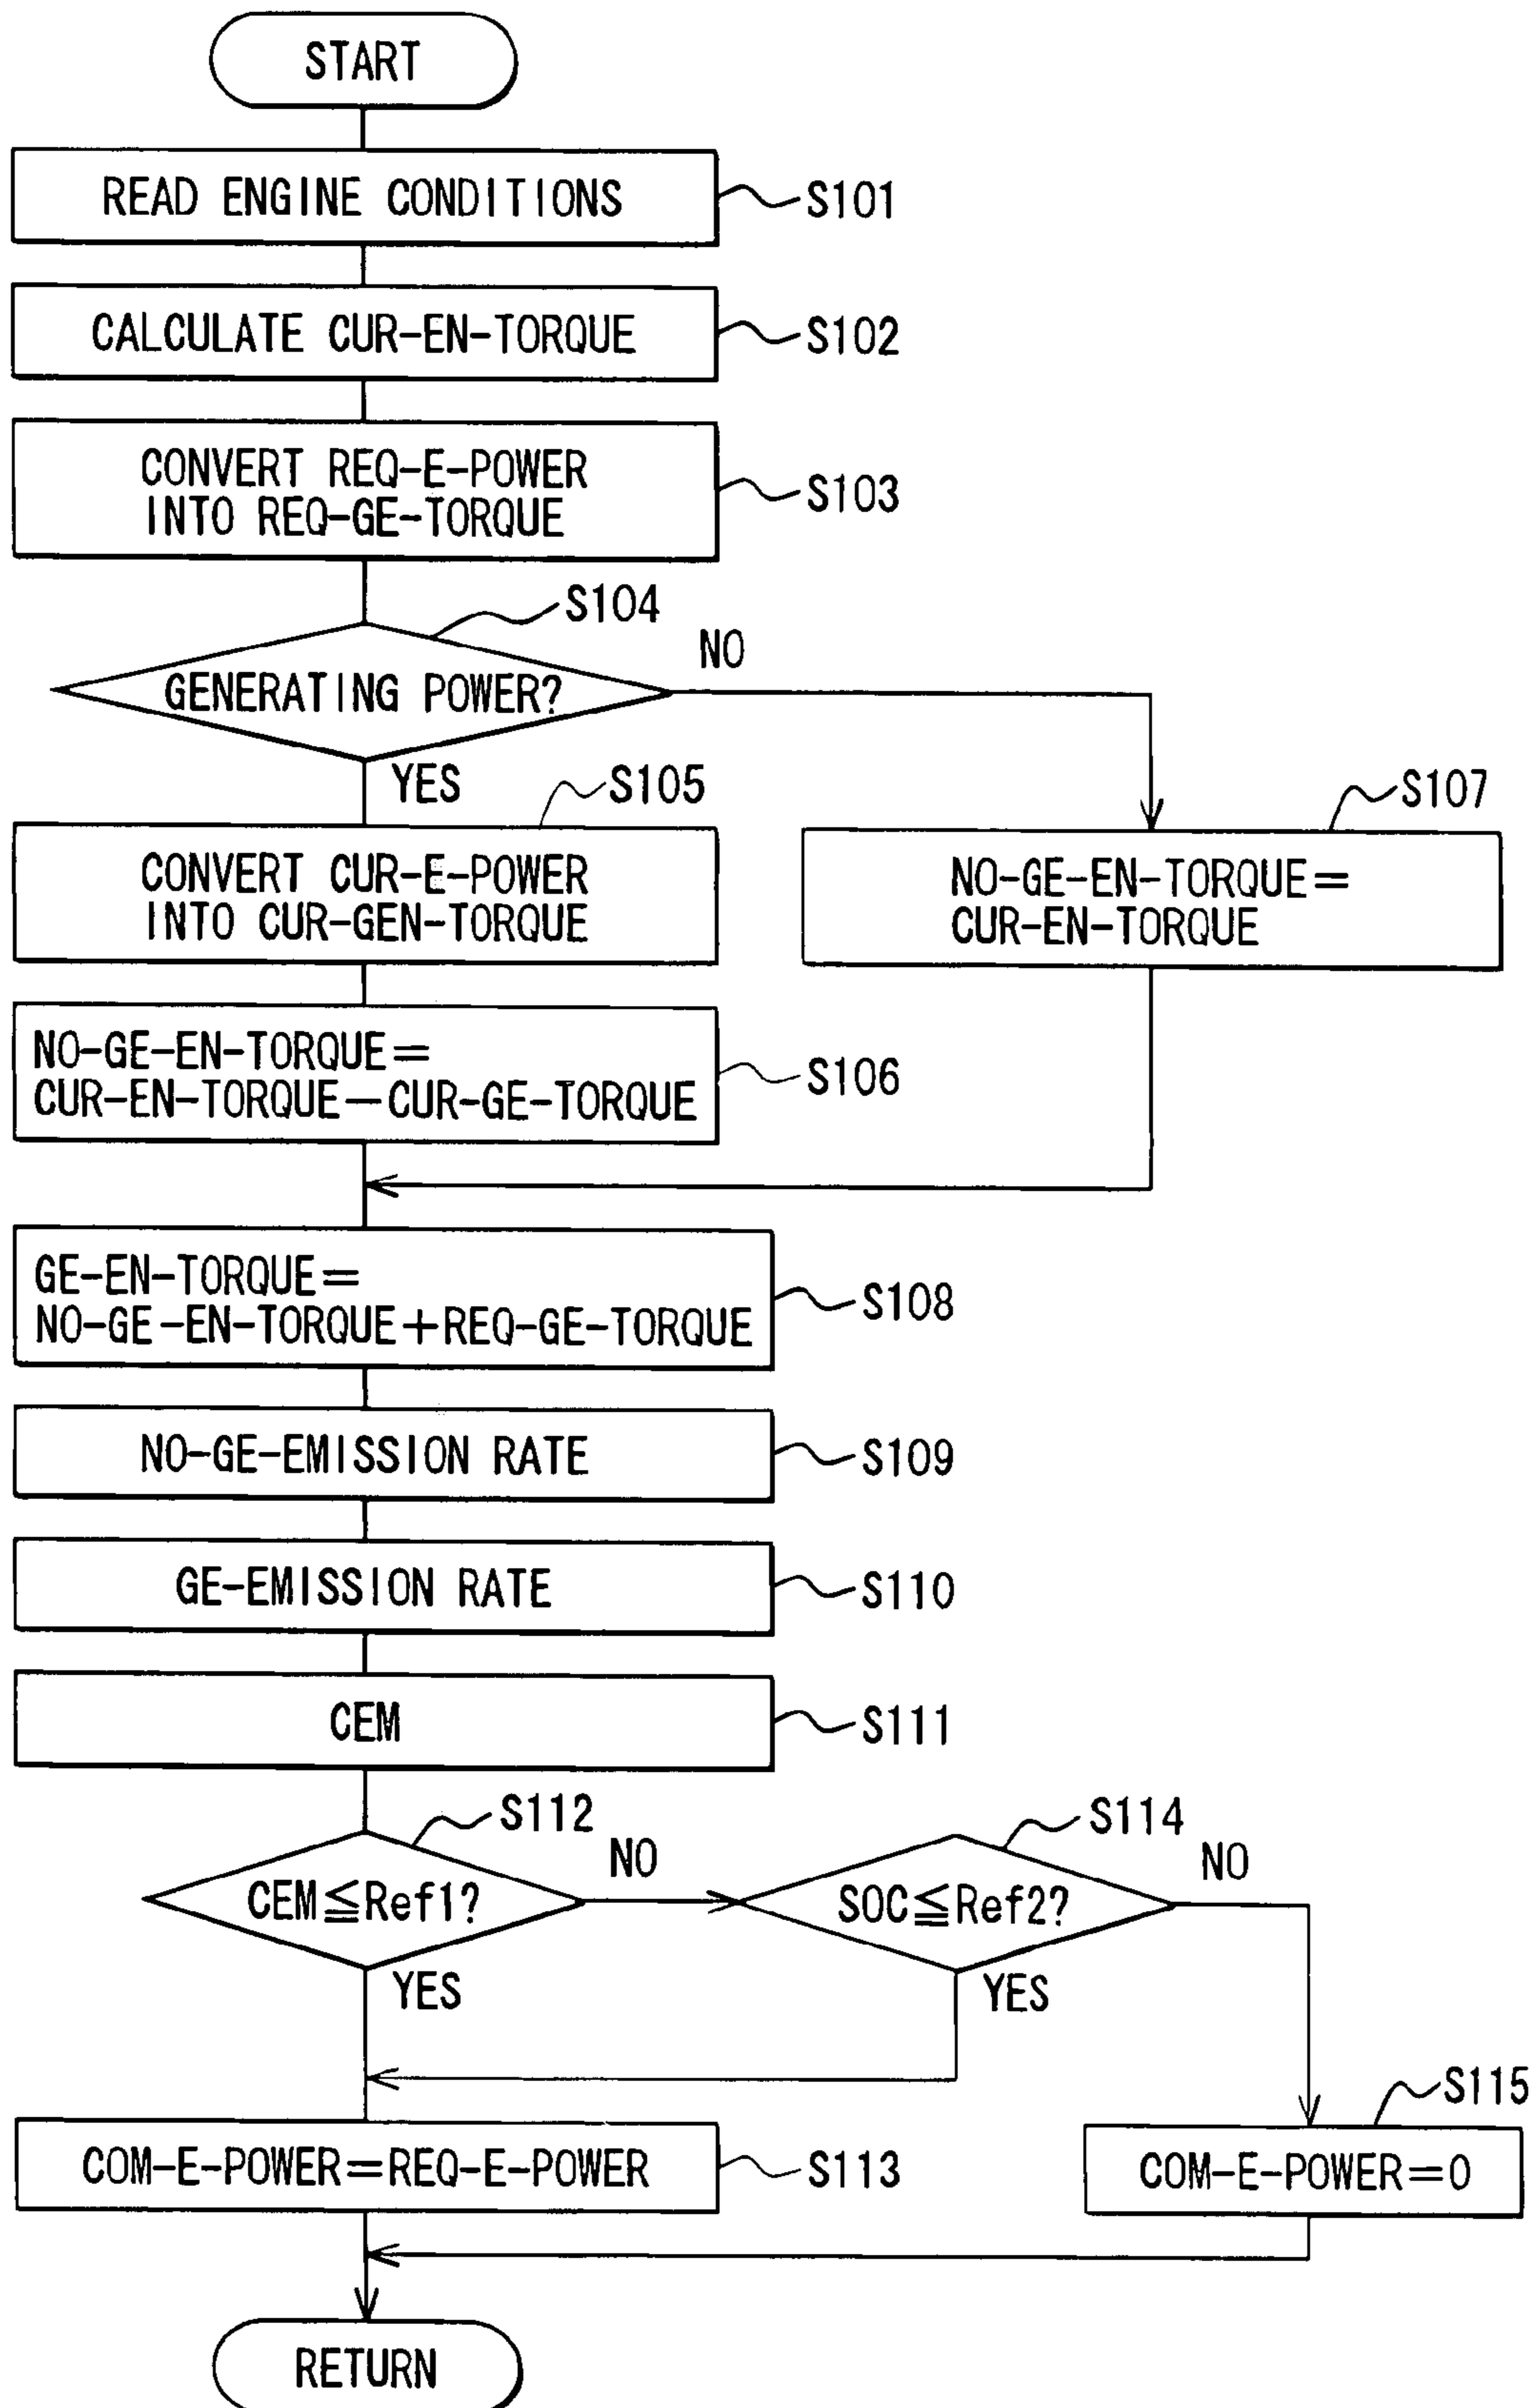 START
READ ENGINE CONDITIONS
S101
CALCULATE CUR-EN-TORQUE
S102
CONVERT REQ-E-POWER
INTO REQ-GE-TORQUE
S103
S104
GENERATING POWER?
NO
YES
S105
CONVERT CUR-E-POWER
INTO CUR-GEN-TORQUE
S107
NO-GE-EN-TORQUE=
CUR-EN-TORQUE
NO-GE-EN-TORQUE=
CUR-EN-TORQUE-CUR-GE-TORQUE
S106
GE-EN-TORQUE=
NO-GE-EN-TORQUE+REQ-GE-TORQUE
S108
NO-GE-EMISSION RATE
S109
GE-EMISSION RATE
S110
CEM
S111
S112
CEM≦Ref1?
NO
YES
S114
SOC≦Ref2?
NO
YES
COM-E-POWER=REQ-E-POWER
S113
S115
COM-E-POWER=0
RETURN